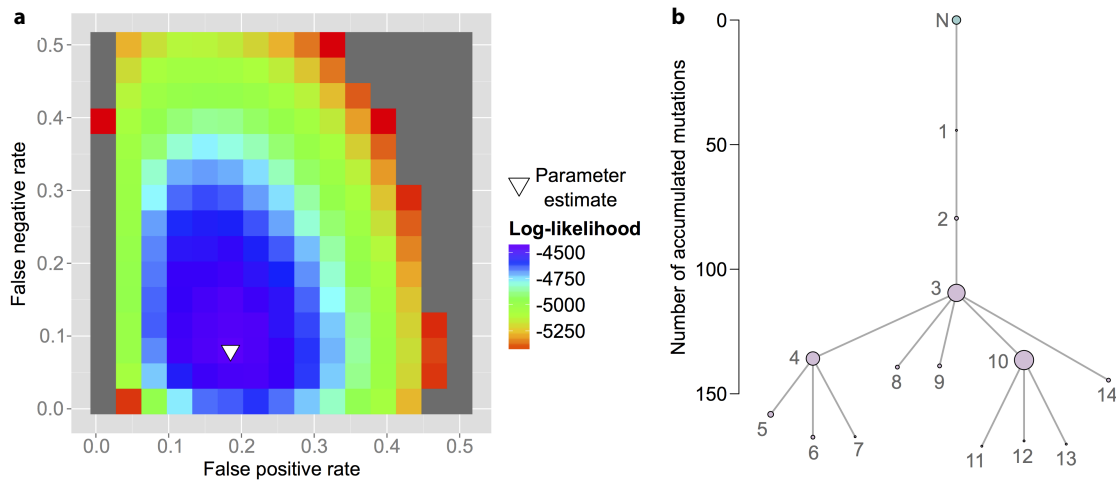 a
False negative rate
0.5
0.4
0.3
0.2
0.1
0.0
0.0 0.1 0.2 0.3 0.4 0.5
False positive rate
Parameter
estimate
Log-likelihood
-4500
-4750
-5000
-5250
b
Number of accumulated mutations
0
50
100
150
N
1
2
3
4
10
8
9
14
5
6
7
11
12
13